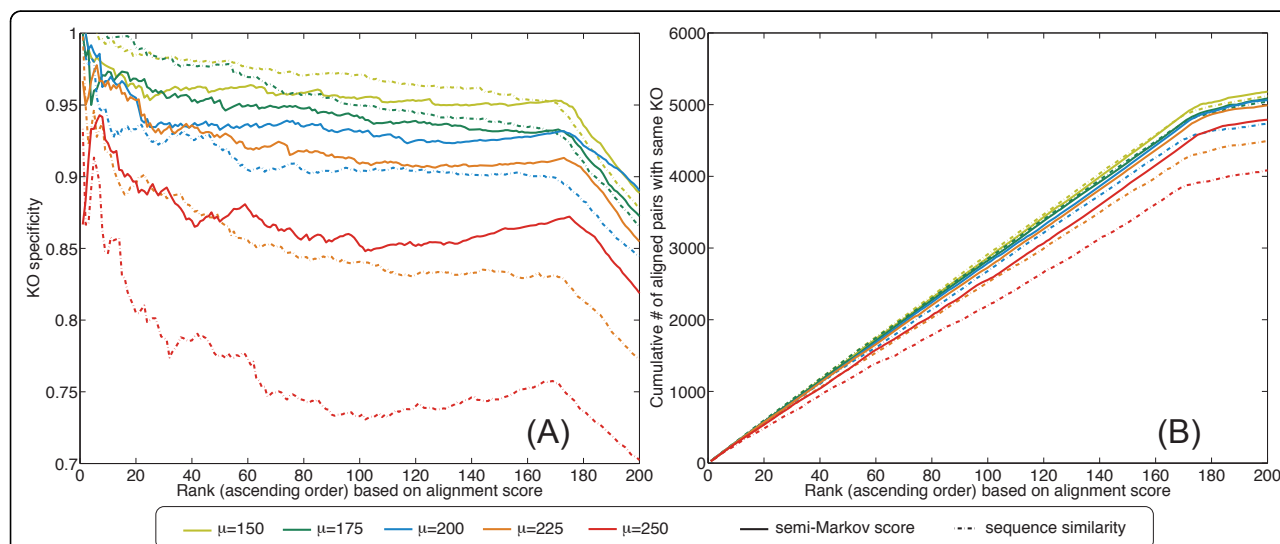 1
0.95
0.9
0.85
0.8
0.75
0.7
KO specificity
0
20
40
60
80
100
120
140
160
180
200
Rank (ascending order) based on alignment score
(A)
6000
5000
4000
3000
2000
1000
0
Cumulative # of aligned pairs with same KO
20
40
60
80
100
120
140
160
180
200
Rank (ascending order) based on alignment score
(B)
μ=150
μ=175
μ=200
μ=225
μ=250
semi-Markov score
sequence similarity